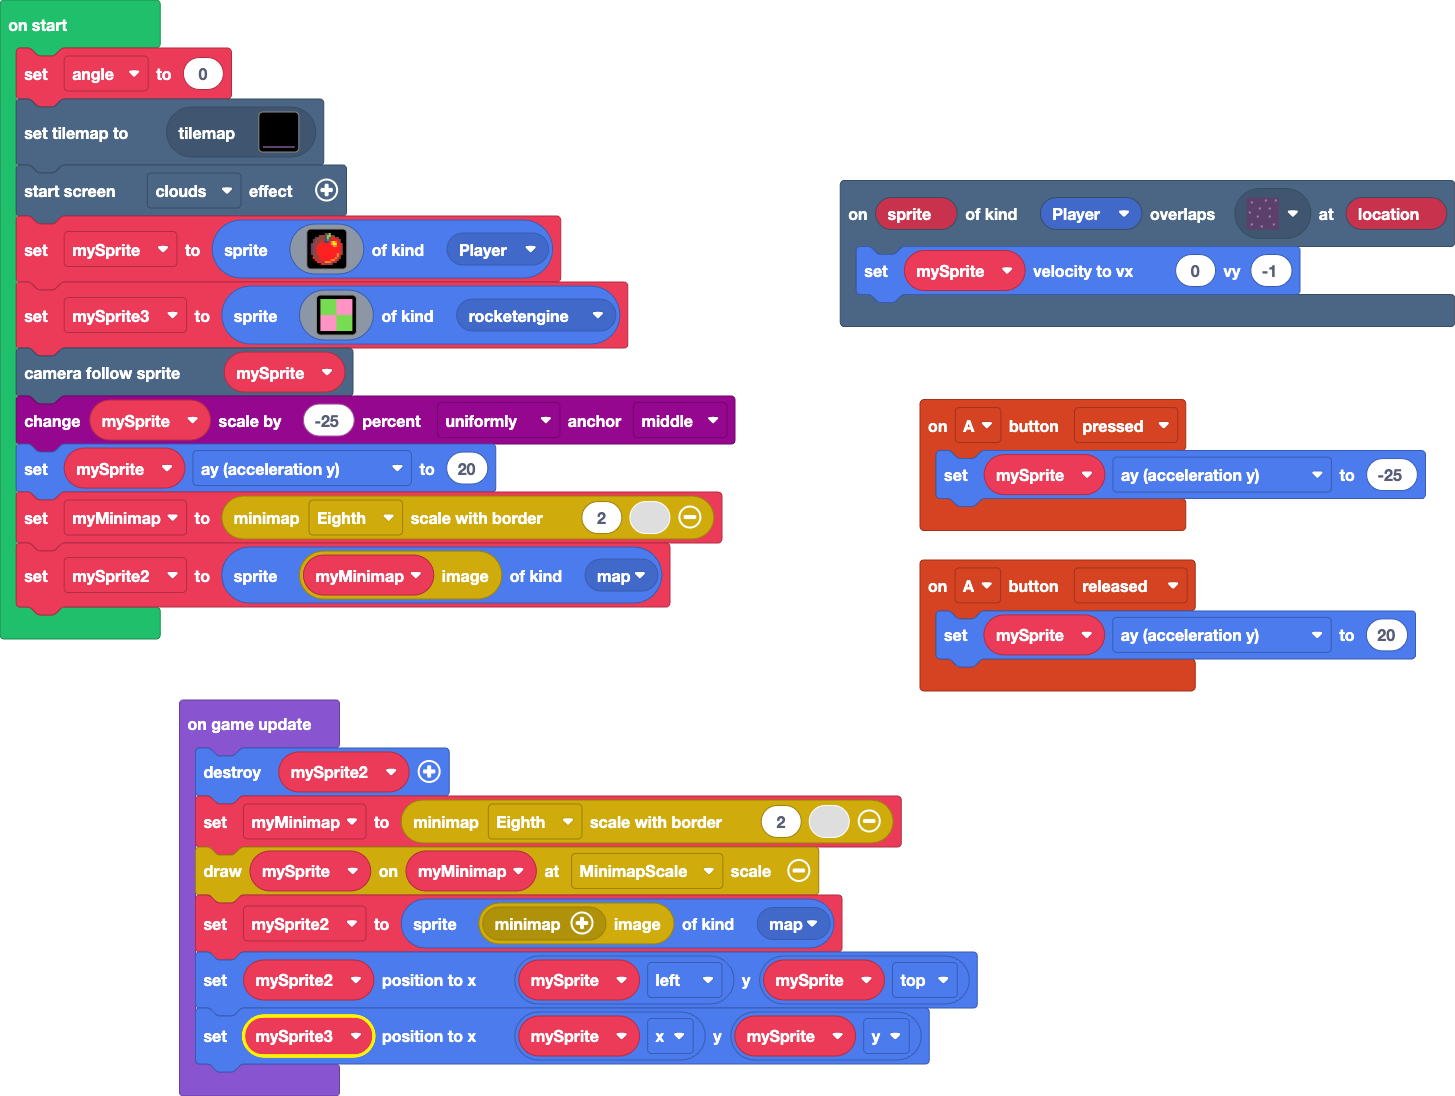 on start
set angle to 0
set tilemap to tilemap
start screen clouds effect
set mySprite to sprite of kind Player
set mySprite3 to sprite of kind rocketengine
camera follow sprite mySprite
change mySprite scale by -25 percent uniformly anchor middle
set mySprite ay (acceleration y) to 20
set myMinimap to minimap Eighth scale with border 2
set mySprite2 to sprite myMinimap image of kind map
on sprite of kind Player overlaps at location
set mySprite velocity to vx 0 vy -1
on A button pressed
set mySprite ay (acceleration y) to -25
on A button released
set mySprite ay (acceleration y) to 20
on game update
destroy mySprite2
set myMinimap to minimap Eighth scale with border 2
draw mySprite on myMinimap at MinimapScale scale
set mySprite2 to sprite minimap image of kind map
set mySprite2 position to x mySprite left y mySprite top
set mySprite3 position to x mySprite x y mySprite y